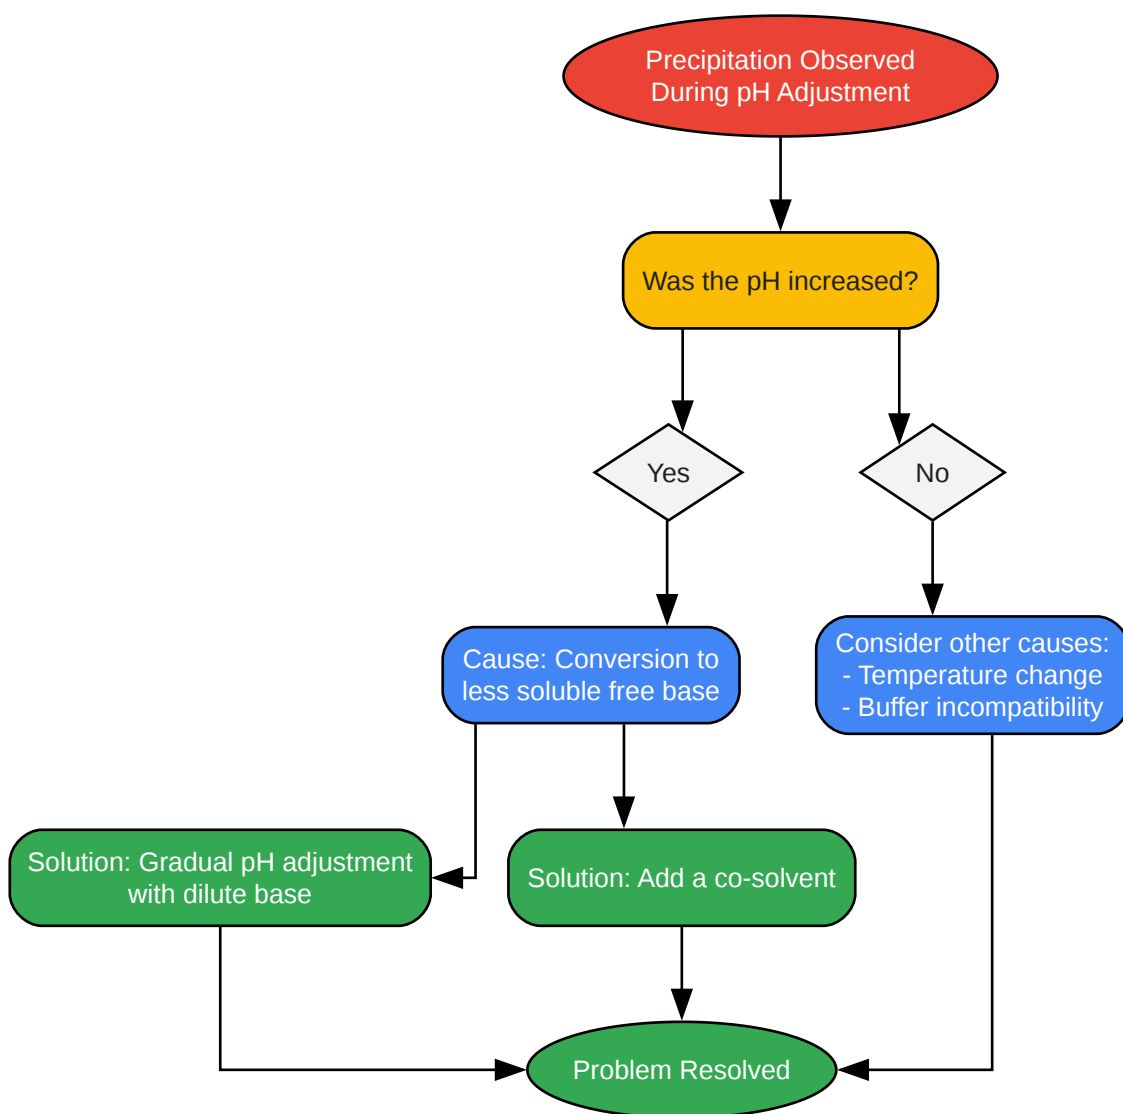 Precipitation Observed
During pH Adjustment
Was the pH increased?
Yes
No
Cause: Conversion to
less soluble free base
Consider other causes:
- Temperature change
- Buffer incompatibility
Solution: Gradual pH adjustment
with dilute base
Solution: Add a co-solvent
Problem Resolved